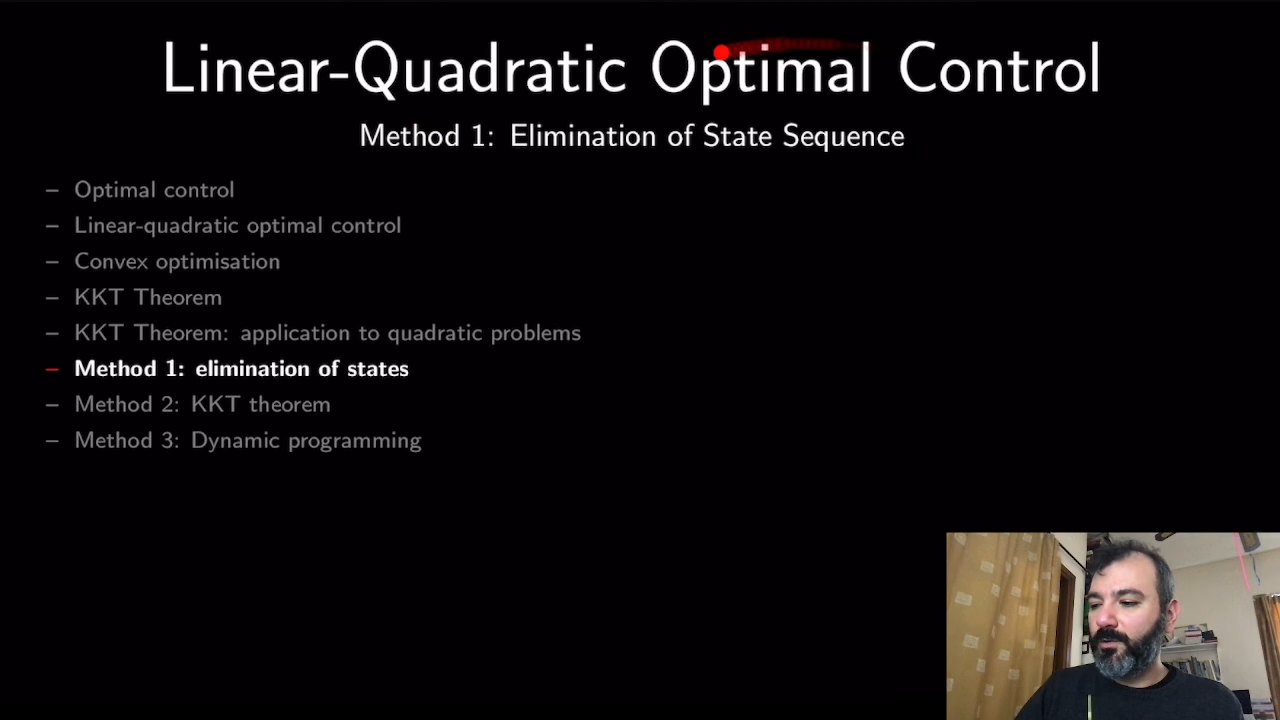 Linear-Quadratic Optimal Control
Method 1: Elimination of State Sequence
– Optimal control
– Linear-quadratic optimal control
– Convex optimisation
– KKT Theorem
– KKT Theorem: application to quadratic problems
– Method 1: elimination of states
– Method 2: KKT theorem
– Method 3: Dynamic programming